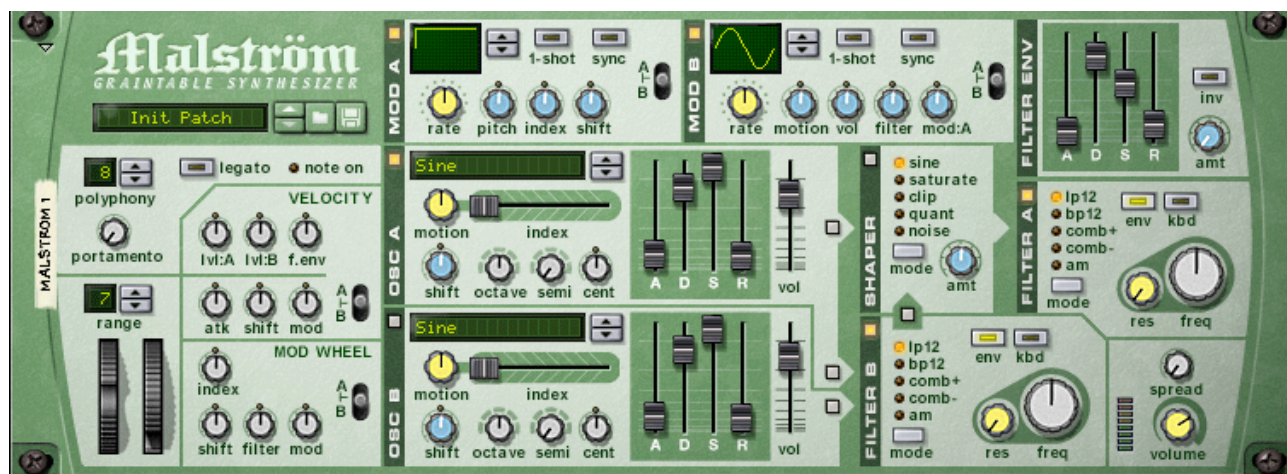 Malström
GRAINTABLE SYNTHESIZER
Init Patch
MALSTROM 1
8
polyphony
portamento
legato
note on
VELOCITY
lvl:A lvl:B f.env
atk shift mod
A
B
7
range
MOD WHEEL
index
A
B
shift filter mod
MOD A
1-shot sync
A
B
rate pitch index shift
MOD B
1-shot sync
A
B
rate motion vol filter mod:A
FILTER ENV
A D S R
inv
amt
OSC A
Sine
motion index
shift octave semi cent
A D S R
vol
OSC B
Sine
motion index
shift octave semi cent
A D S R
vol
SHAPER
sine
saturate
clip
quant
noise
mode
amt
FILTER A
lp12
bp12
comb+
comb-
am
mode
env kbd
res freq
FILTER B
lp12
bp12
comb+
comb-
am
mode
env kbd
res freq
spread
volume